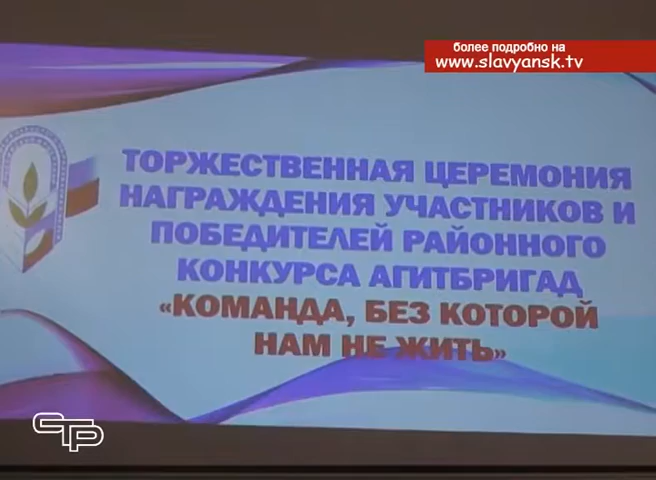 более подробно на
www.slavyansk.tv
ТОРЖЕСТВЕННАЯ ЦЕРЕМОНИЯ
НАГРАЖДЕНИЯ УЧАСТНИКОВ И
ПОБЕДИТЕЛЕЙ РАЙОННОГО
КОНКУРСА АГИТБРИГАД
«КОМАНДА, БЕЗ КОТОРОЙ
НАМ НЕ ЖИТЬ»
СТР